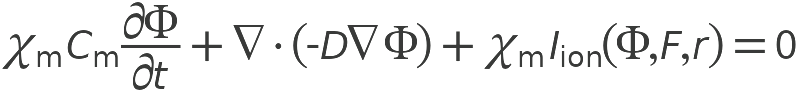 χₘCₘ ∂Φ/∂t + ∇ · (-D∇Φ) + χₘIᵢₒₙ(Φ,F,r) = 0